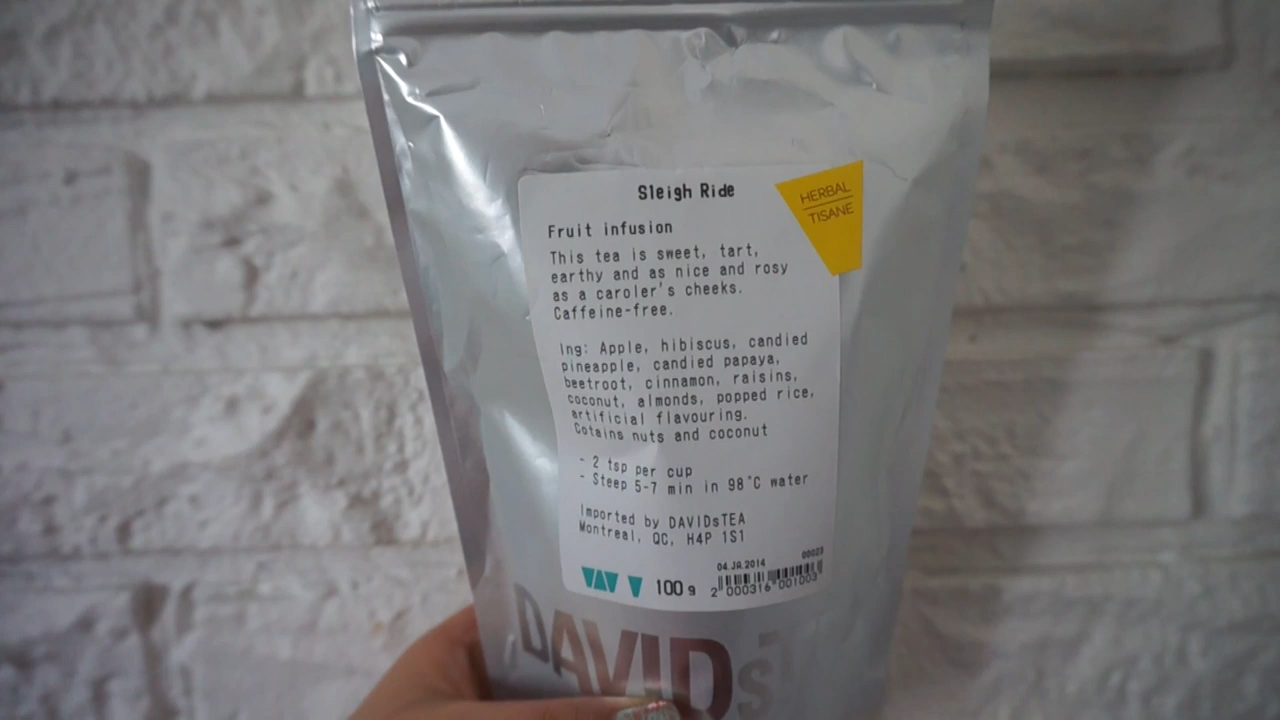 Sleigh Ride
HERBAL
TISANE
Fruit infusion
This tea is sweet, tart,
earthy and as nice and rosy
as a caroler's cheeks.
Caffeine-free.
Ing: Apple, hibiscus, candied
pineapple, candied papaya,
beetroot, cinnamon, raisins,
coconut, almonds, popped rice,
artificial flavouring.
Cotains nuts and coconut
- 2 tsp per cup
- Steep 5-7 min in 98°C water
Imported by DAVIDsTEA
Montreal, QC, H4P 1S1
04.JA.2014 00023
100 g 2 000316 001003
DAVIDsT